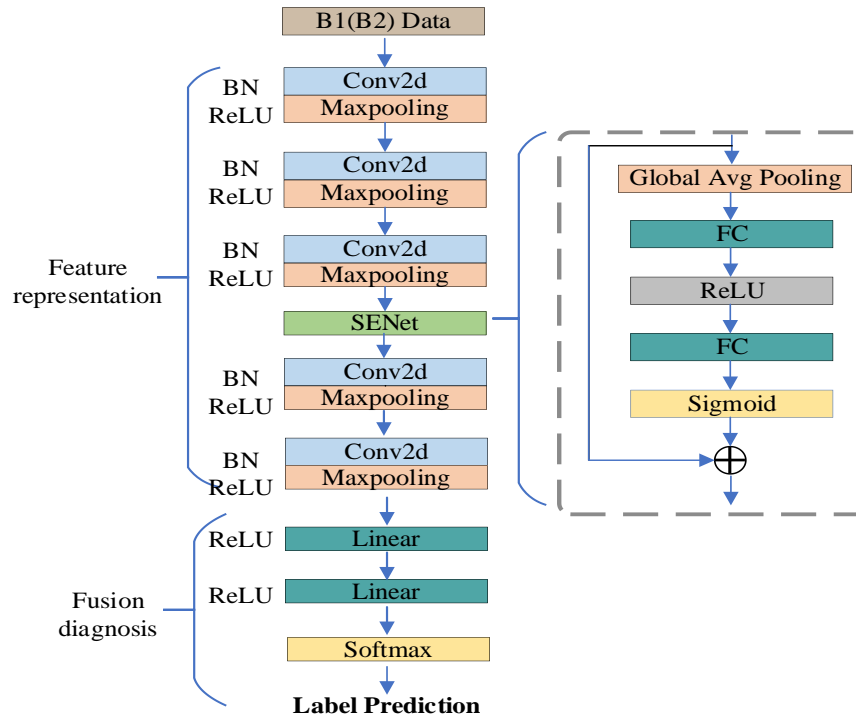 B1(B2) Data
BN
ReLU
Conv2d
Maxpooling
BN
ReLU
Conv2d
Maxpooling
BN
ReLU
Conv2d
Maxpooling
SENet
BN
ReLU
Conv2d
Maxpooling
BN
ReLU
Conv2d
Maxpooling
Feature
representation
Global Avg Pooling
FC
ReLU
FC
Sigmoid
ReLU
Linear
ReLU
Linear
Softmax
Fusion
diagnosis
Label Prediction